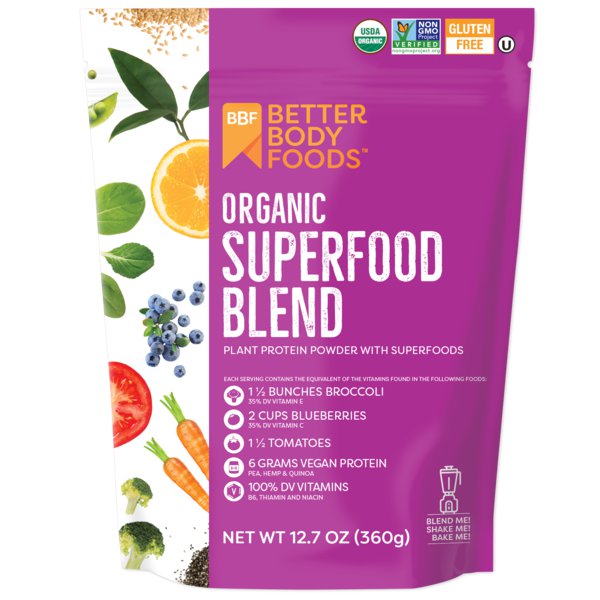 USDA
ORGANIC
NON
GMO
Project
VERIFIED
nongmoproject.org
GLUTEN
FREE
U
BBF
BETTER
BODY
FOODS™
ORGANIC
SUPERFOOD
BLEND
PLANT PROTEIN POWDER WITH SUPERFOODS
EACH SERVING CONTAINS THE EQUIVALENT OF THE VITAMINS FOUND IN THE FOLLOWING FOODS:
1 ½ BUNCHES BROCCOLI
35% DV VITAMIN E
2 CUPS BLUEBERRIES
35% DV VITAMIN C
1 ½ TOMATOES
6 GRAMS VEGAN PROTEIN
PEA, HEMP & QUINOA
V
100% DV VITAMINS
B6, THIAMIN AND NIACIN
BLEND ME!
SHAKE ME!
BAKE ME!
NET WT 12.7 OZ (360g)